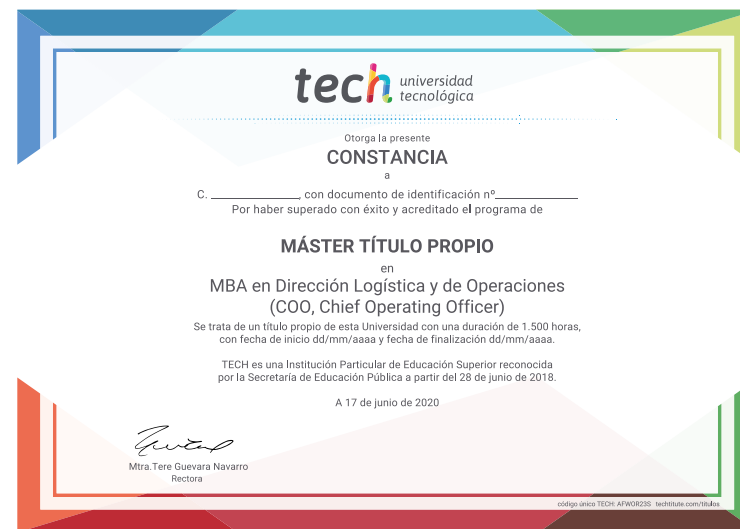 tech universidad
tecnológica
Otorga la presente
CONSTANCIA
a
C. ______________, con documento de identificación nº______________
Por haber superado con éxito y acreditado el programa de
MÁSTER TÍTULO PROPIO
en
MBA en Dirección Logística y de Operaciones
(COO, Chief Operating Officer)
Se trata de un título propio de esta Universidad con una duración de 1.500 horas,
con fecha de inicio dd/mm/aaaa y fecha de finalización dd/mm/aaaa.
TECH es una Institución Particular de Educación Superior reconocida
por la Secretaría de Educación Pública a partir del 28 de junio de 2018.
A 17 de junio de 2020
Mtra.Tere Guevara Navarro
Rectora
código único TECH: AFWOR23S techtitute.com/titulos